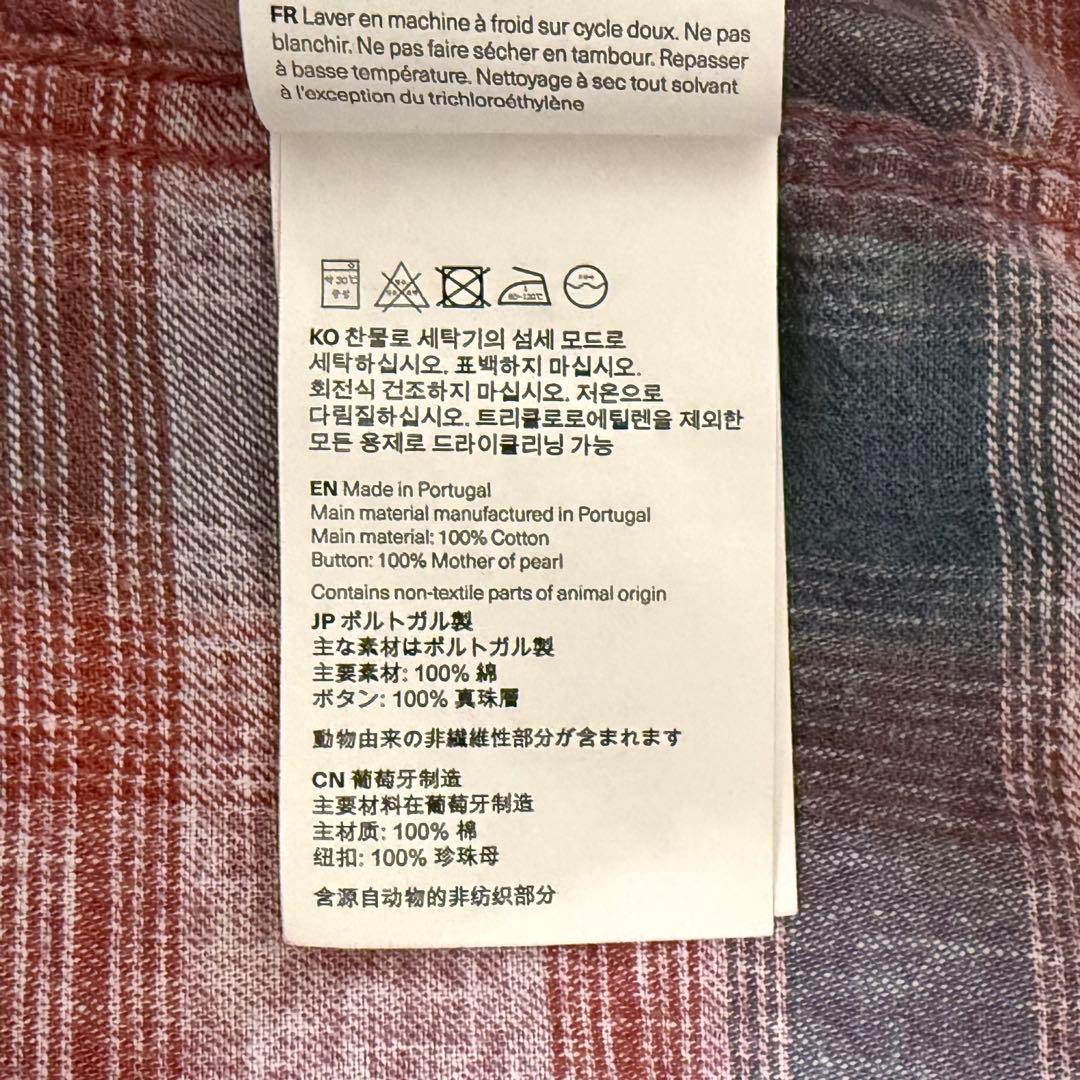 FR Laver en machine à froid sur cycle doux. Ne pas
blanchir. Ne pas faire sécher en tambour. Repasser
à basse température. Nettoyage à sec tout solvant
à l'exception du trichloroéthylène
약 30℃
중성
80~120℃
KO 찬물로 세탁기의 섬세 모드로
세탁하십시오. 표백하지 마십시오.
회전식 건조하지 마십시오. 저온으로
다림질하십시오. 트리클로로에틸렌을 제외한
모든 용제로 드라이클리닝 가능
EN Made in Portugal
Main material manufactured in Portugal
Main material: 100% Cotton
Button: 100% Mother of pearl
Contains non-textile parts of animal origin
JP ポルトガル製
主な素材はポルトガル製
主要素材: 100% 綿
ボタン: 100% 真珠層
動物由来の非繊維性部分が含まれます
CN 葡萄牙制造
主要材料在葡萄牙制造
主材质: 100% 棉
纽扣: 100% 珍珠母
含源自动物的非纺织部分